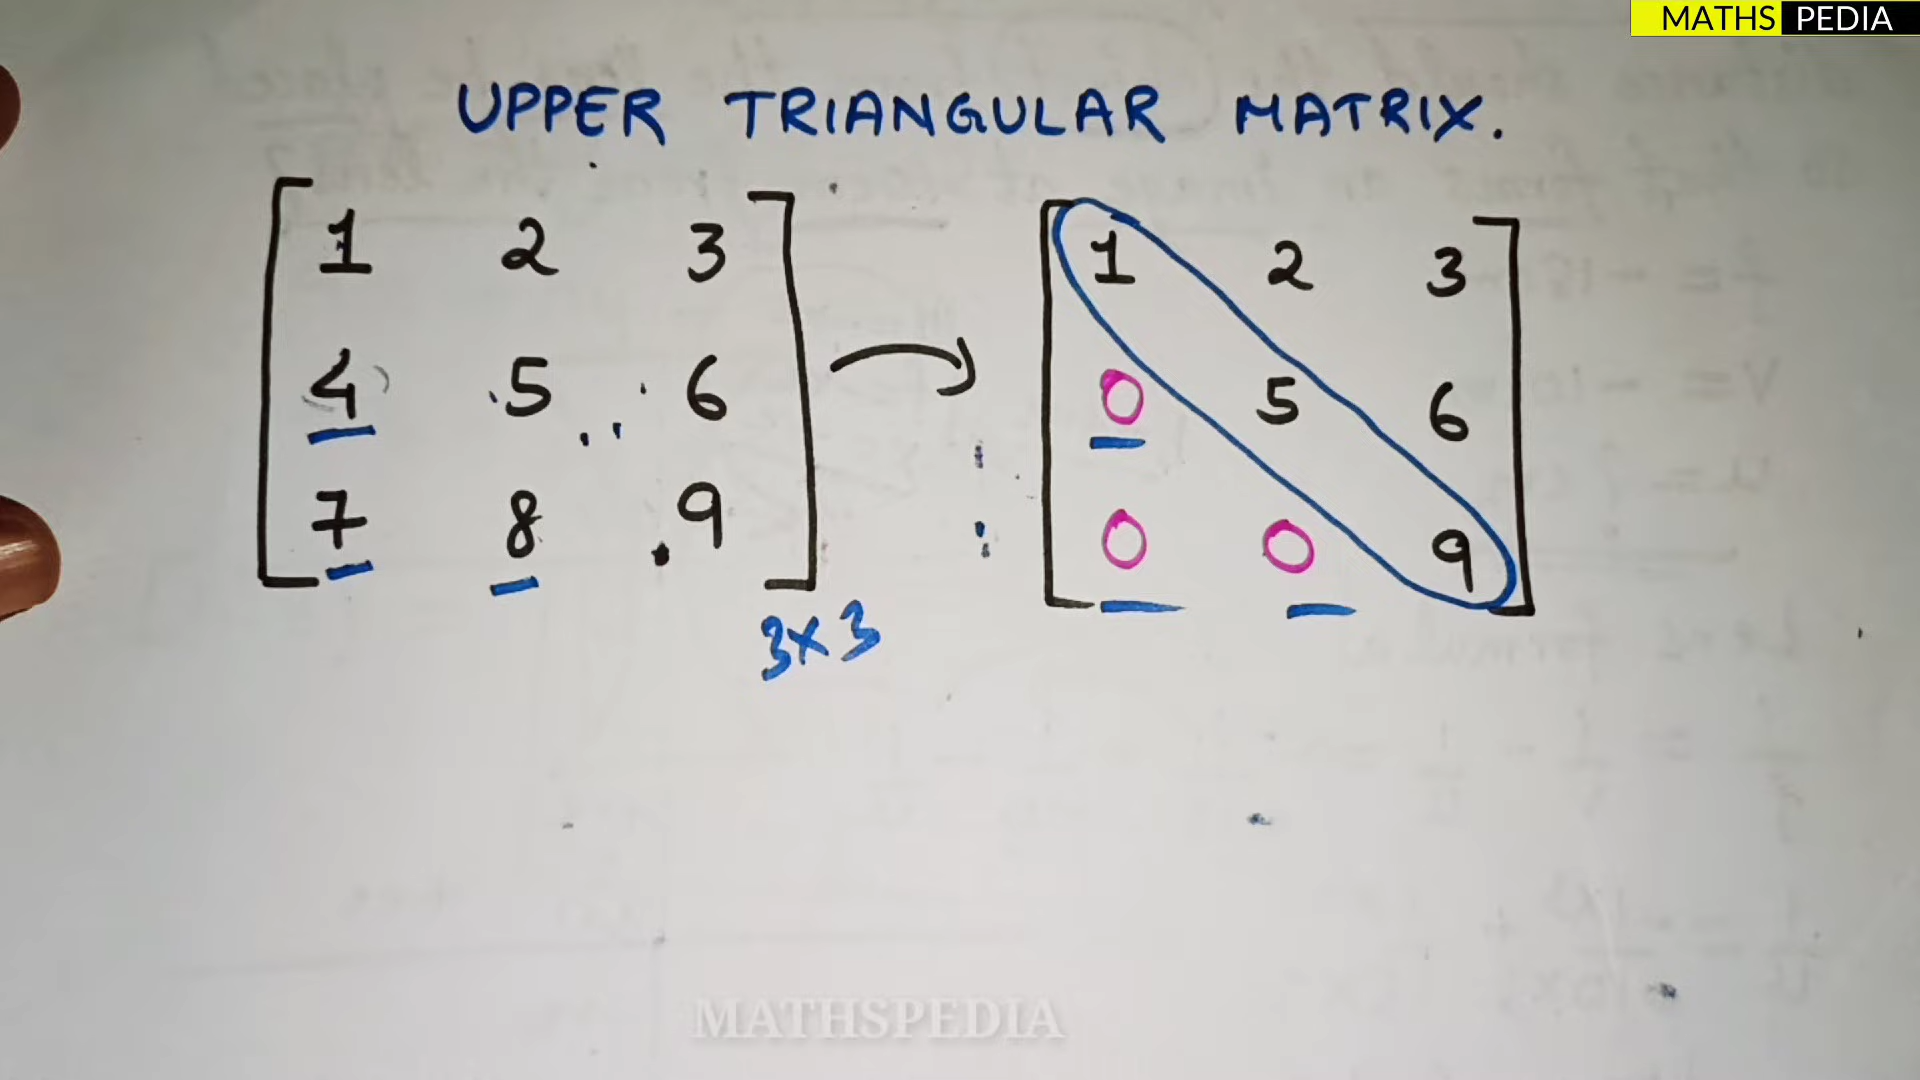 MATHS PEDIA
UPPER TRIANGULAR MATRIX.
1 2 3
4 5 6
7 8 9
3×3
1 2 3
0 5 6
0 0 9
MATHSPEDIA